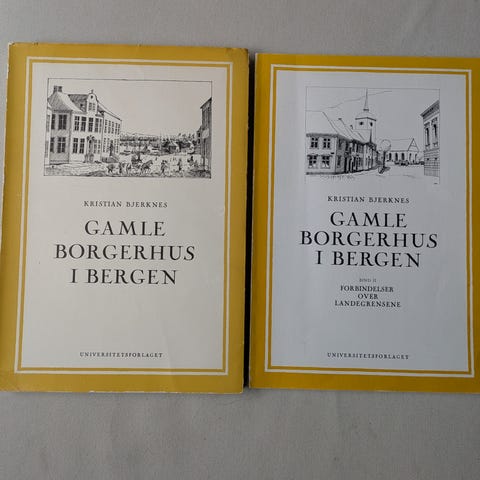 KRISTIAN BJERKNES
GAMLE
BORGERHUS
I BERGEN
UNIVERSITETSFORLAGET
KRISTIAN BJERKNES
GAMLE
BORGERHUS
I BERGEN
BIND II
FORBINDELSER
OVER
LANDEGRENSENE
UNIVERSITETSFORLAGET